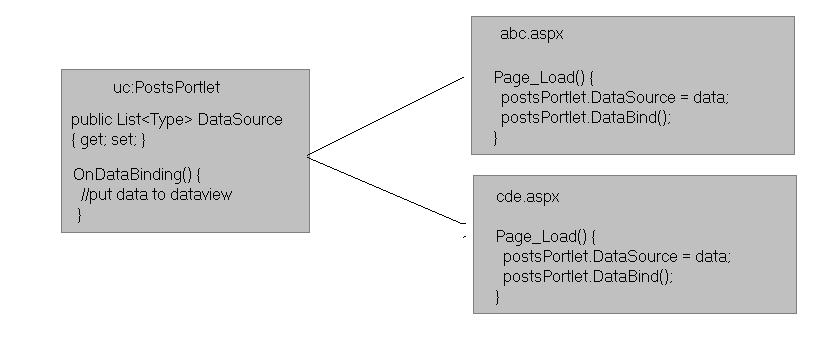 uc:PostsPortlet
public List<Type> DataSource
{ get; set; }
OnDataBinding() {
//put data to dataview
}
abc.aspx
Page_Load() {
postsPortlet.DataSource = data;
postsPortlet.DataBind();
}
cde.aspx
Page_Load() {
postsPortlet.DataSource = data;
postsPortlet.DataBind();
}